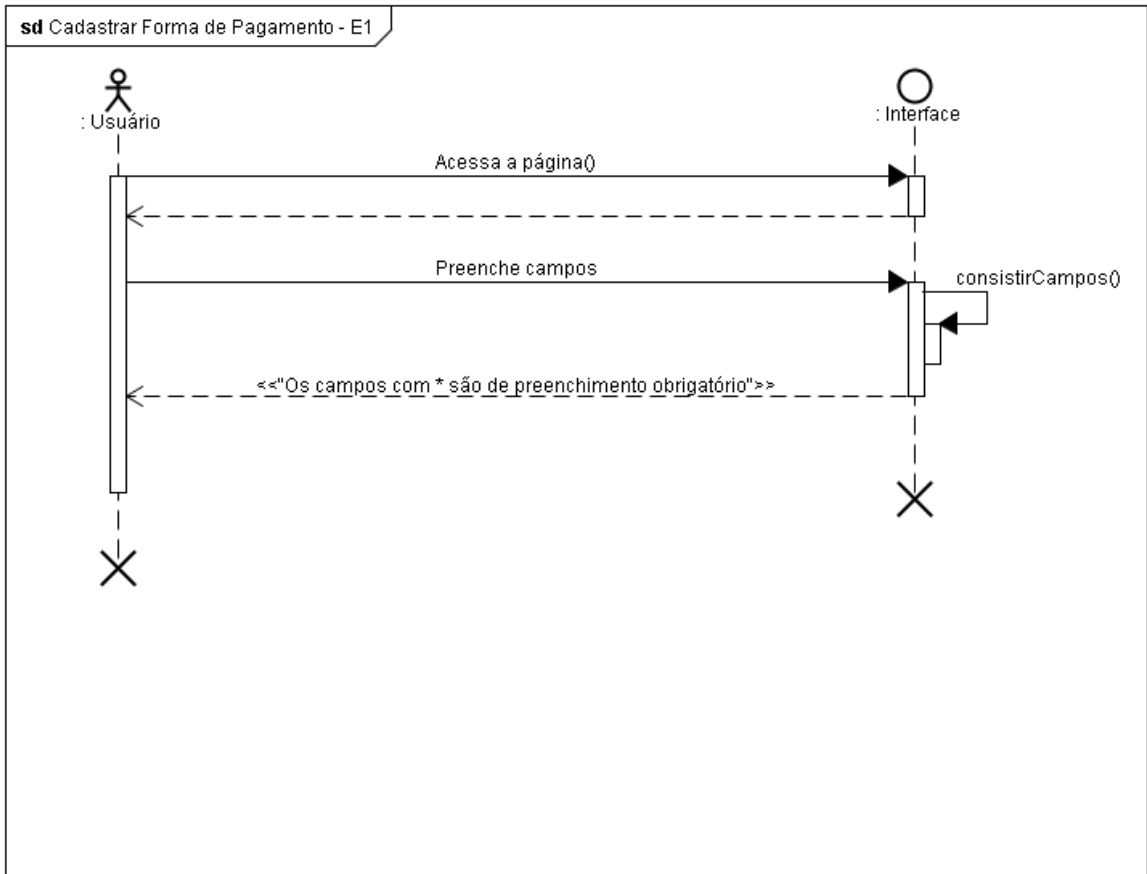 sd Cadastrar Forma de Pagamento - E1
: Usuário
: Interface
Acessa a página()
Preenche campos
consistirCampos()
<<"Os campos com * são de preenchimento obrigatório">>